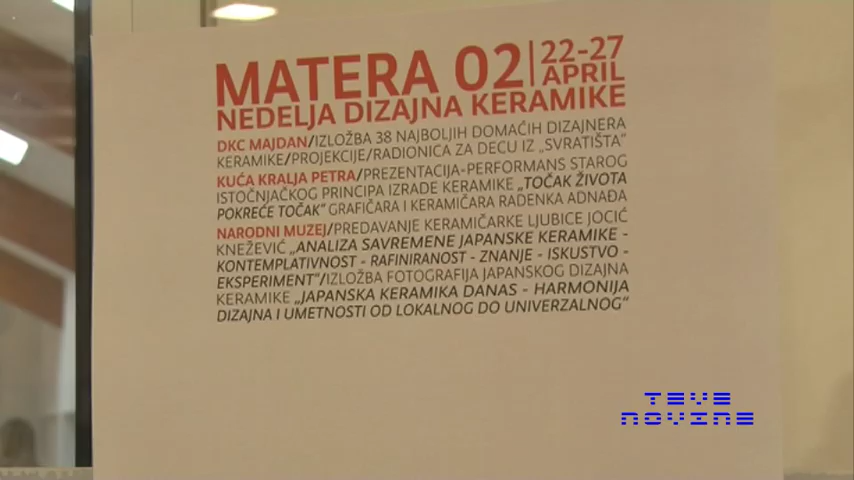 MATERA 02 | 22-27 APRIL
NEDELJA DIZAJNA KERAMIKE
DKC MAJDAN/IZLOŽBA 38 NAJBOLJIH DOMAĆIH DIZAJNERA
KERAMIKE/PROJEKCIJE/RADIONICA ZA DECU IZ „SVRATIŠTA“
KUĆA KRALJA PETRA/PREZENTACIJA-PERFORMANS STAROG
ISTOČNJAČKOG PRINCIPA IZRADE KERAMIKE „TOČAK ŽIVOTA
POKREĆE TOČAK“ GRAFIČARA I KERAMIČARA RADENKA ADNAĐA
NARODNI MUZEJ/PREDAVANJE KERAMIČARKE LJUBICE JOCIĆ
KNEŽEVIĆ „ANALIZA SAVREMENE JAPANSKE KERAMIKE -
KONTEMPLATIVNOST - RAFINIRANOST - ZNANJE - ISKUSTVO -
EKSPERIMENT“/IZLOŽBA FOTOGRAFIJA JAPANSKOG DIZAJNA
KERAMIKE „JAPANSKA KERAMIKA DANAS - HARMONIJA
DIZAJNA I UMETNOSTI OD LOKALNOG DO UNIVERZALNOG“
TEVE
NOVINE